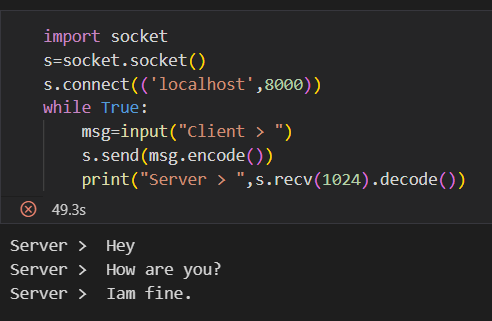 import socket
s=socket.socket()
s.connect(('localhost',8000))
while True:
    msg=input("Client > ")
    s.send(msg.encode())
    print("Server > ",s.recv(1024).decode())
49.3s
Server >  Hey
Server >  How are you?
Server >  Iam fine.